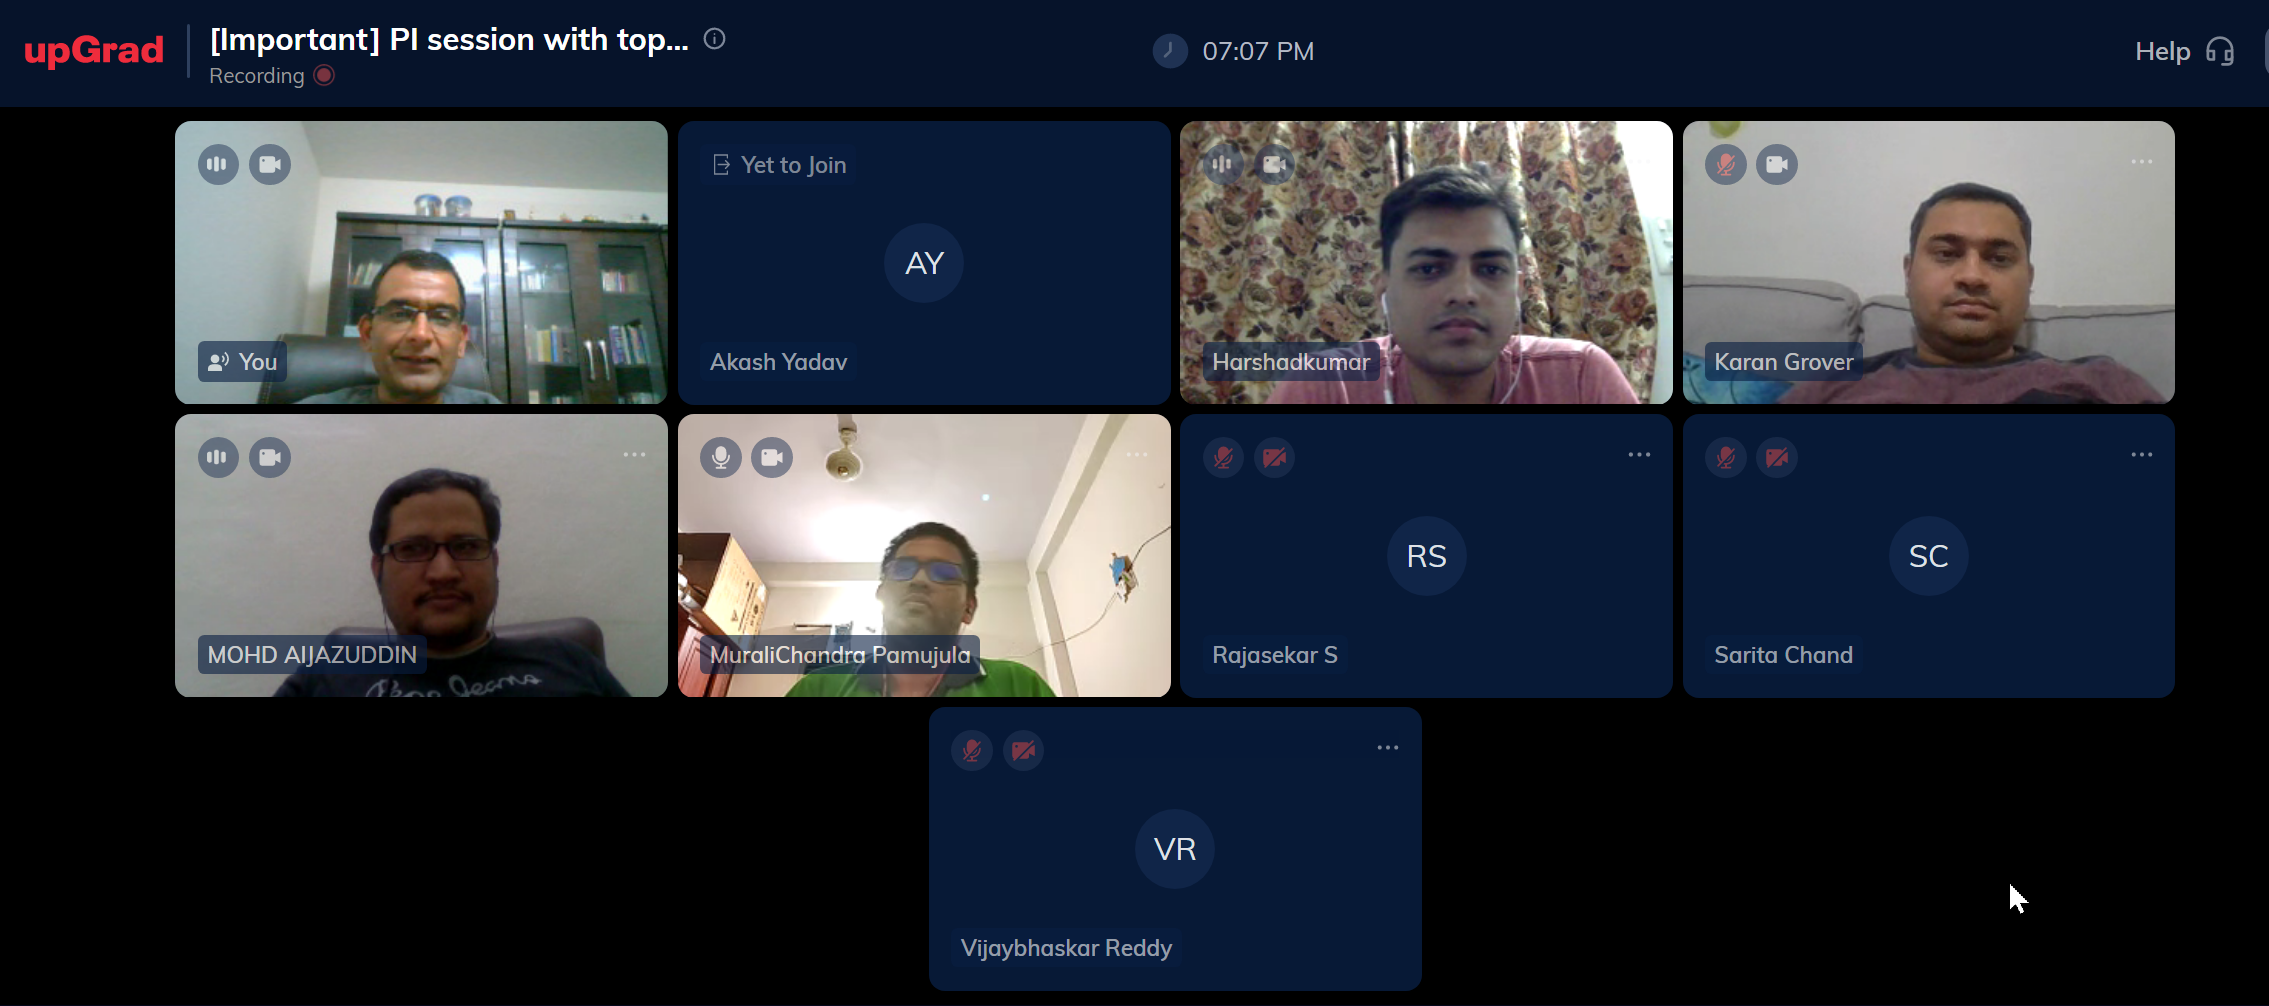 upGrad
[Important] PI session with top...
Recording
07:07 PM
Help
You
Yet to Join
AY
Akash Yadav
Harshadkumar
Karan Grover
MOHD AIJAZUDDIN
MuraliChandra Pamujula
RS
Rajasekar S
SC
Sarita Chand
VR
Vijaybhaskar Reddy